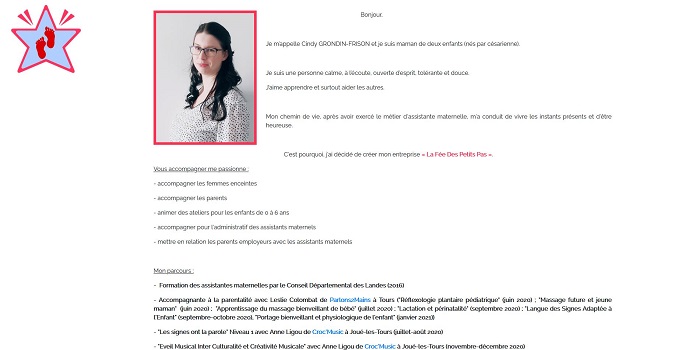 Bonjour,
Je m'appelle Cindy GRONDIN-FRISON et je suis maman de deux enfants (nés par césarienne).
Je suis une personne calme, à l'écoute, ouverte d'esprit, tolérante et douce.
J'aime apprendre et surtout aider les autres.
Mon chemin de vie, après avoir exercé le métier d'assistante maternelle, m'a conduit de vivre les instants présents et d'être
heureuse.
C'est pourquoi, j'ai décidé de créer mon entreprise « La Fée Des Petits Pas ».
Vous accompagner me passionne :
- accompagner les femmes enceintes
- accompagner les parents
- animer des ateliers pour les enfants de 0 à 6 ans
- accompagner pour l'administratif des assistants maternels
- mettre en relation les parents employeurs avec les assistants maternels
Mon parcours :
- Formation des assistantes maternelles par le Conseil Départemental des Landes (2016)
- Accompagnante à la parentalité avec Leslie Colombat de Parlons2Mains à Tours ("Réflexologie plantaire pédiatrique" (juin 2020) ; "Massage future et jeune
maman" (juin 2020) ; "Apprentissage du massage bienveillant de bébé" (juillet 2020) ; "Lactation et périnatalité" (septembre 2020) ; "Langue des Signes Adaptée à
l'Enfant" (septembre-octobre 2020), "Portage bienveillant et physiologique de l'enfant" (janvier 2021))
- "Les signes ont la parole" Niveau 1 avec Anne Ligou de Croc'Music à Joué-les-Tours (juillet-août 2020)
- "Eveil Musical Inter Culturalité et Créativité Musicale" avec Anne Ligou de Croc'Music à Joué-les-Tours (novembre-décembre 2020)